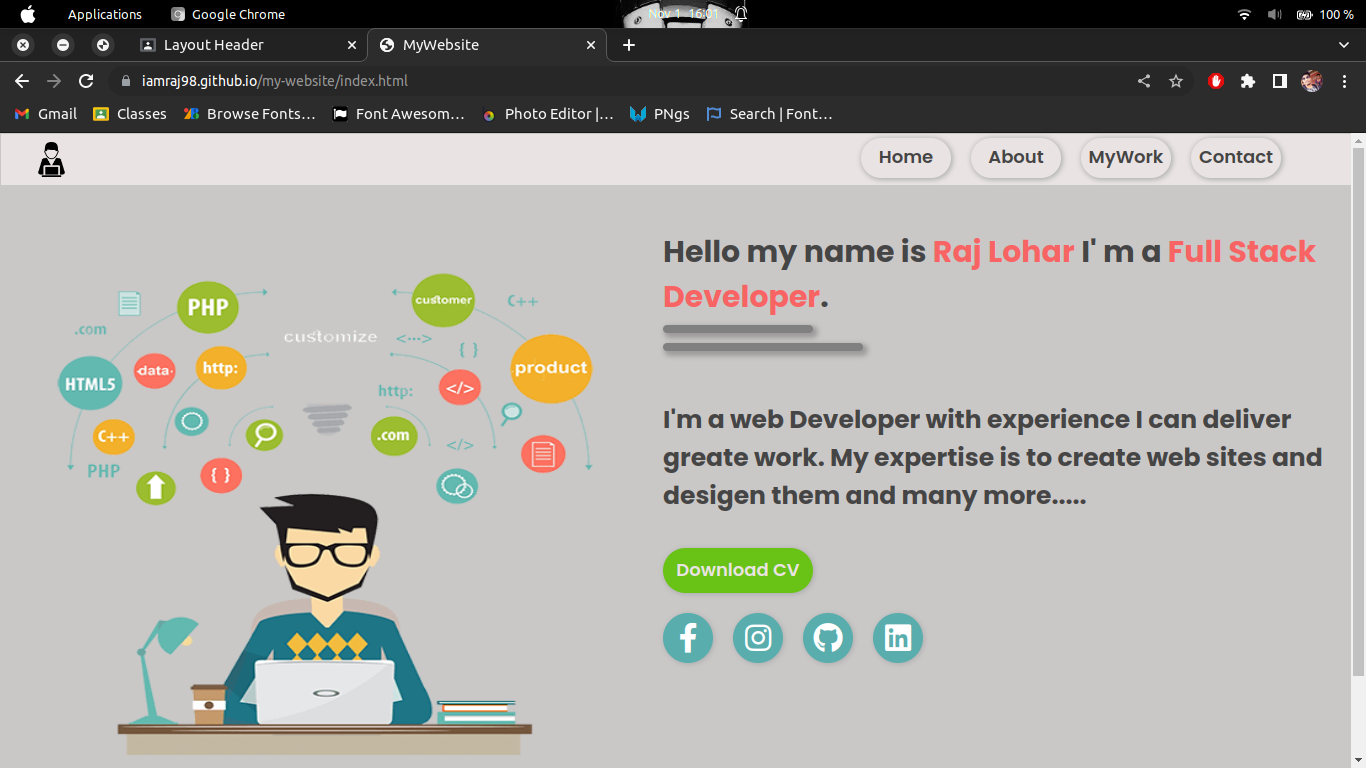 Applications Google Chrome Nov 1 16:01 100 %
Layout Header MyWebsite
iamraj98.github.io/my-website/index.html
Gmail Classes Browse Fonts... Font Awesom... Photo Editor |... PNgs Search | Font...
Home About MyWork Contact
Hello my name is Raj Lohar I' m a Full Stack
Developer.
I'm a web Developer with experience I can deliver
greate work. My expertise is to create web sites and
desigen them and many more.....
Download CV
PHP
customer
C++
.com
customize
<···>
{ }
data
http:
product
HTML5
</>
http:
C++
.com
</>
PHP
{ }